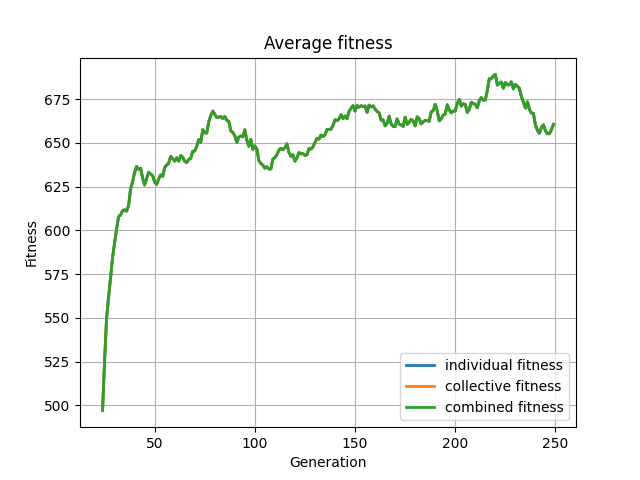 Average fitness
Fitness
675
650
625
600
575
550
525
500
50
100
150
200
250
Generation
individual fitness
collective fitness
combined fitness